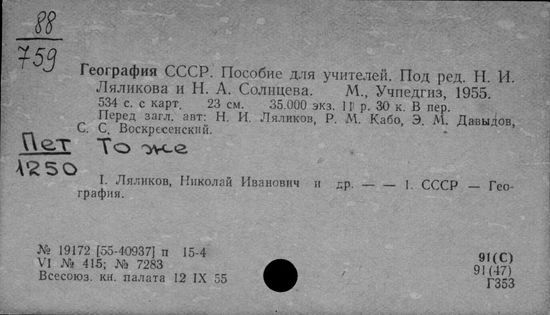 88
759
География СССР. Пособие для учителей. Под ред. Н. И.
Ляликова и Н. А. Солнцева. М., Учпедгиз, 1955.
534 с. с карт. 23 см. 35.000 экз. 11 р. 30 к. В пер.
Перед загл. авт: Н. И. Ляликов, Р. М. Кабо, Э. М. Давыдов,
С. С. Воскресенский.
Пет То же
1250
I. Ляликов, Николай Иванович и др. — — 1. СССР — Гео-
графия.
№ 19172 [55-40937] п 15-4
VI № 415; № 7283
Всесоюз. кн. палата 12 IX 55
91(С)
91(47)
Г353